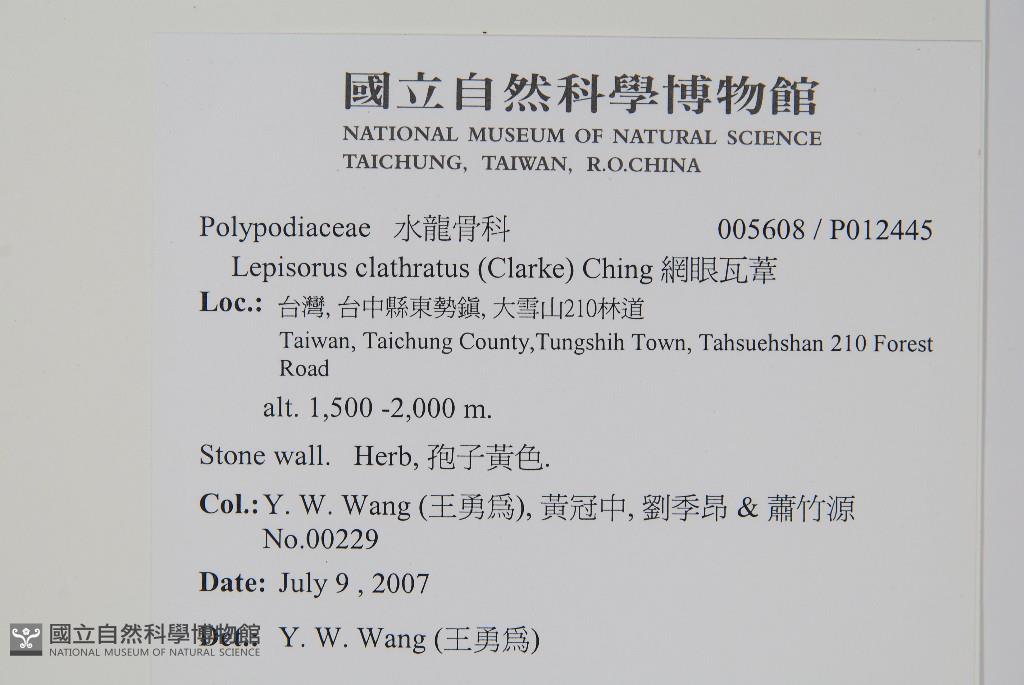 國立自然科學博物館
NATIONAL MUSEUM OF NATURAL SCIENCE
TAICHUNG, TAIWAN, R.O.CHINA
Polypodiaceae 水龍骨科 005608 / P012445
Lepisorus clathratus (Clarke) Ching 網眼瓦葦
Loc.: 台灣, 台中縣東勢鎮, 大雪山210林道
Taiwan, Taichung County,Tungshih Town, Tahsuehshan 210 Forest
Road
alt. 1,500 -2,000 m.
Stone wall. Herb, 孢子黃色.
Col.: Y. W. Wang (王勇爲), 黃冠中, 劉季昂 & 蕭竹源
No.00229
Date: July 9 , 2007
Det.: Y. W. Wang (王勇爲)
國立自然科學博物館
NATIONAL MUSEUM OF NATURAL SCIENCE